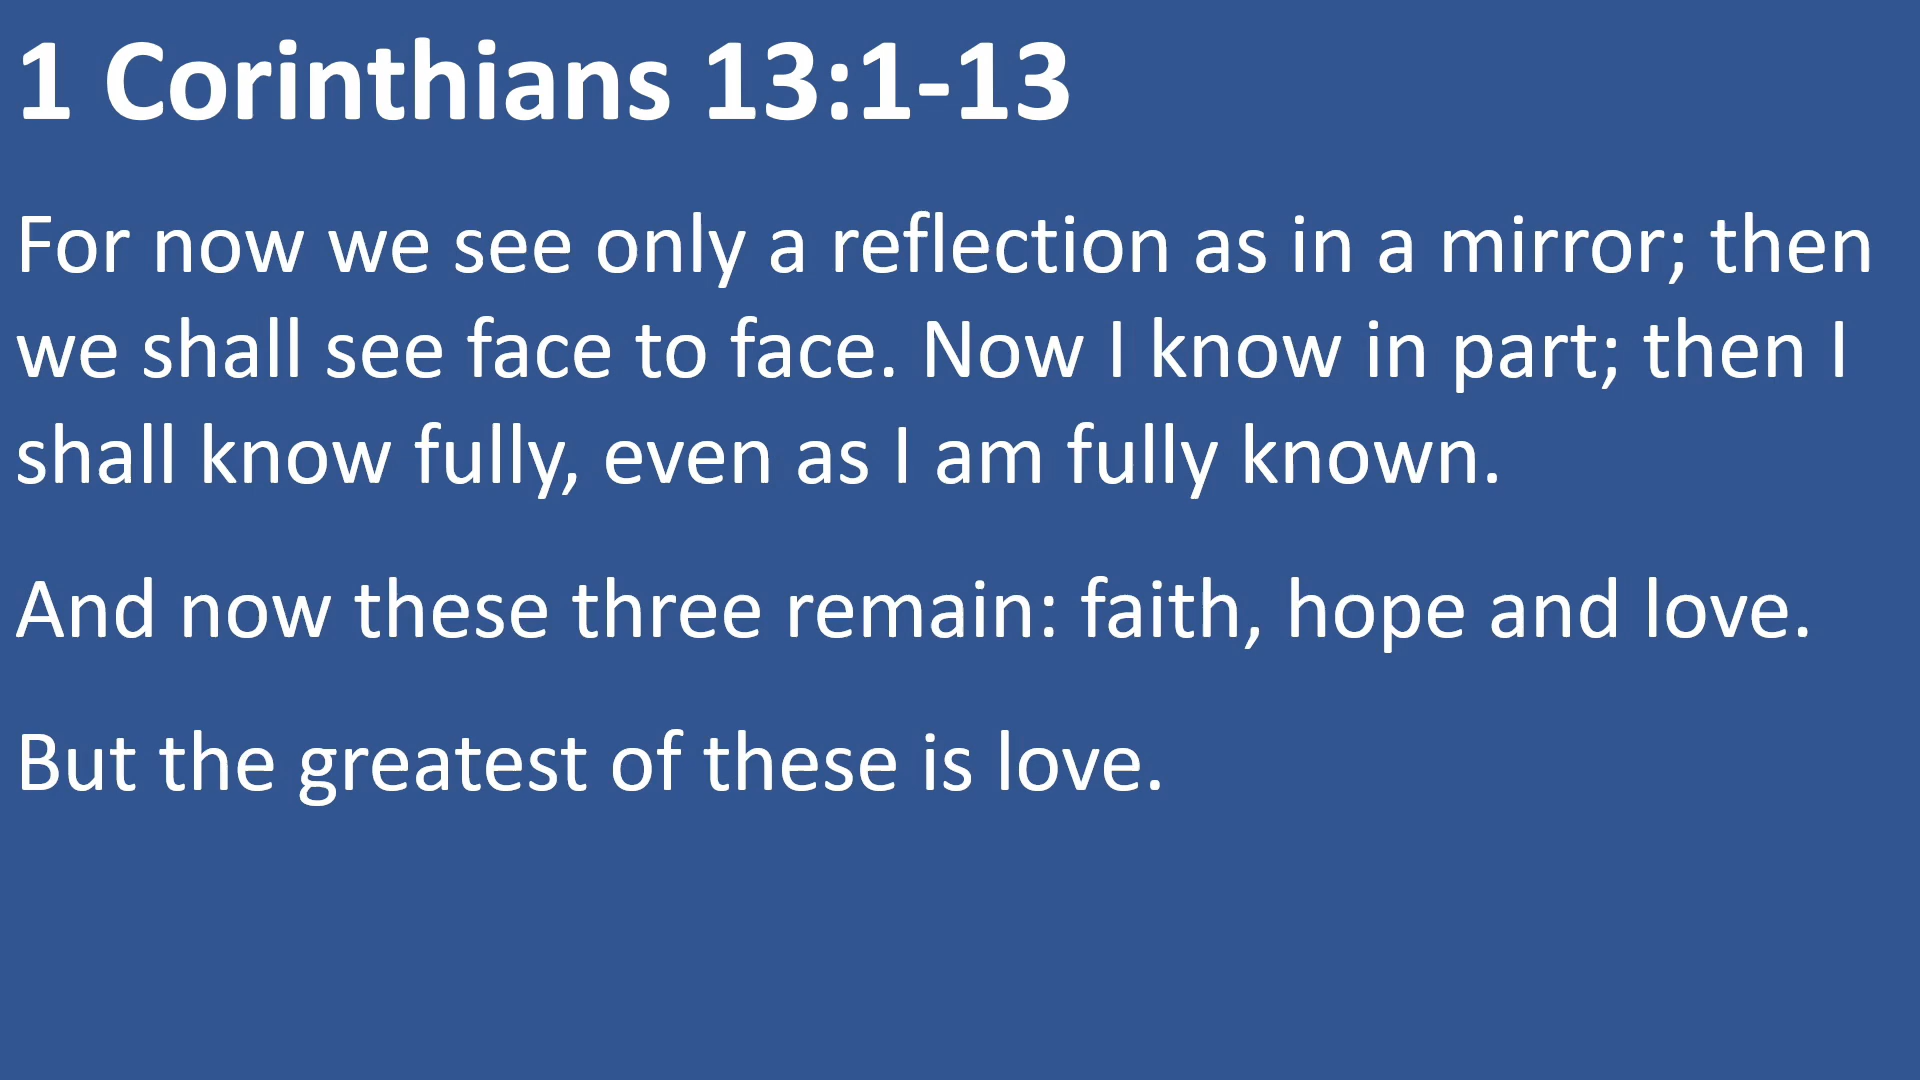 1 Corinthians 13:1-13
For now we see only a reflection as in a mirror; then
we shall see face to face. Now I know in part; then I
shall know fully, even as I am fully known.
And now these three remain: faith, hope and love.
But the greatest of these is love.